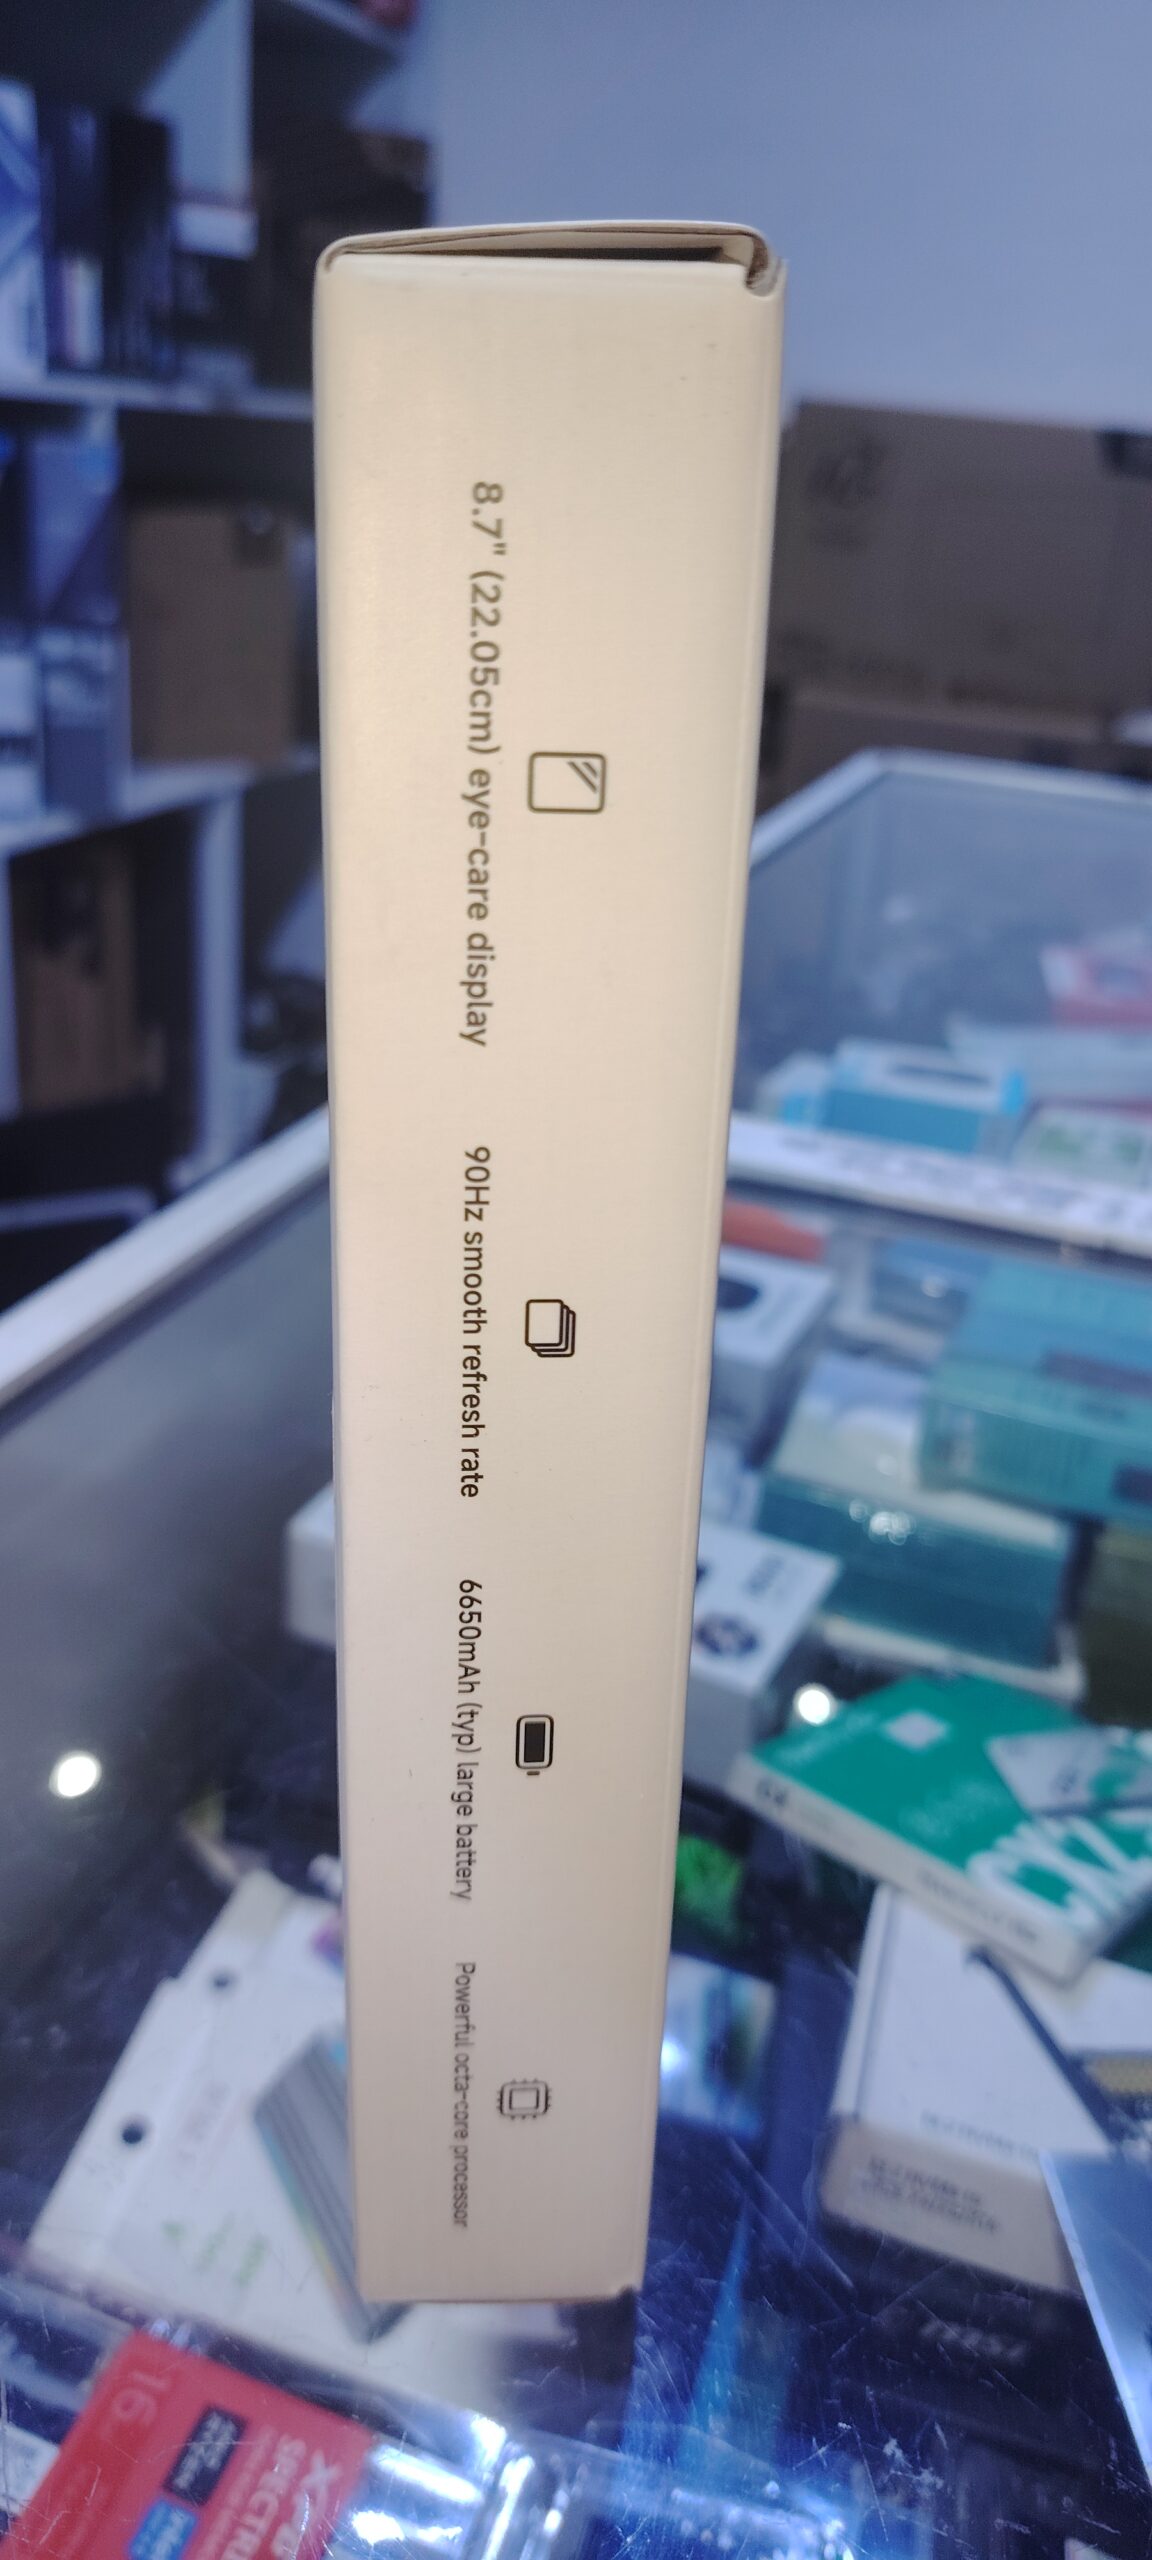 8.7" (22.05cm) eye-care display
90Hz smooth refresh rate
6650mAh (typ) large battery
Powerful octa-core processor
16